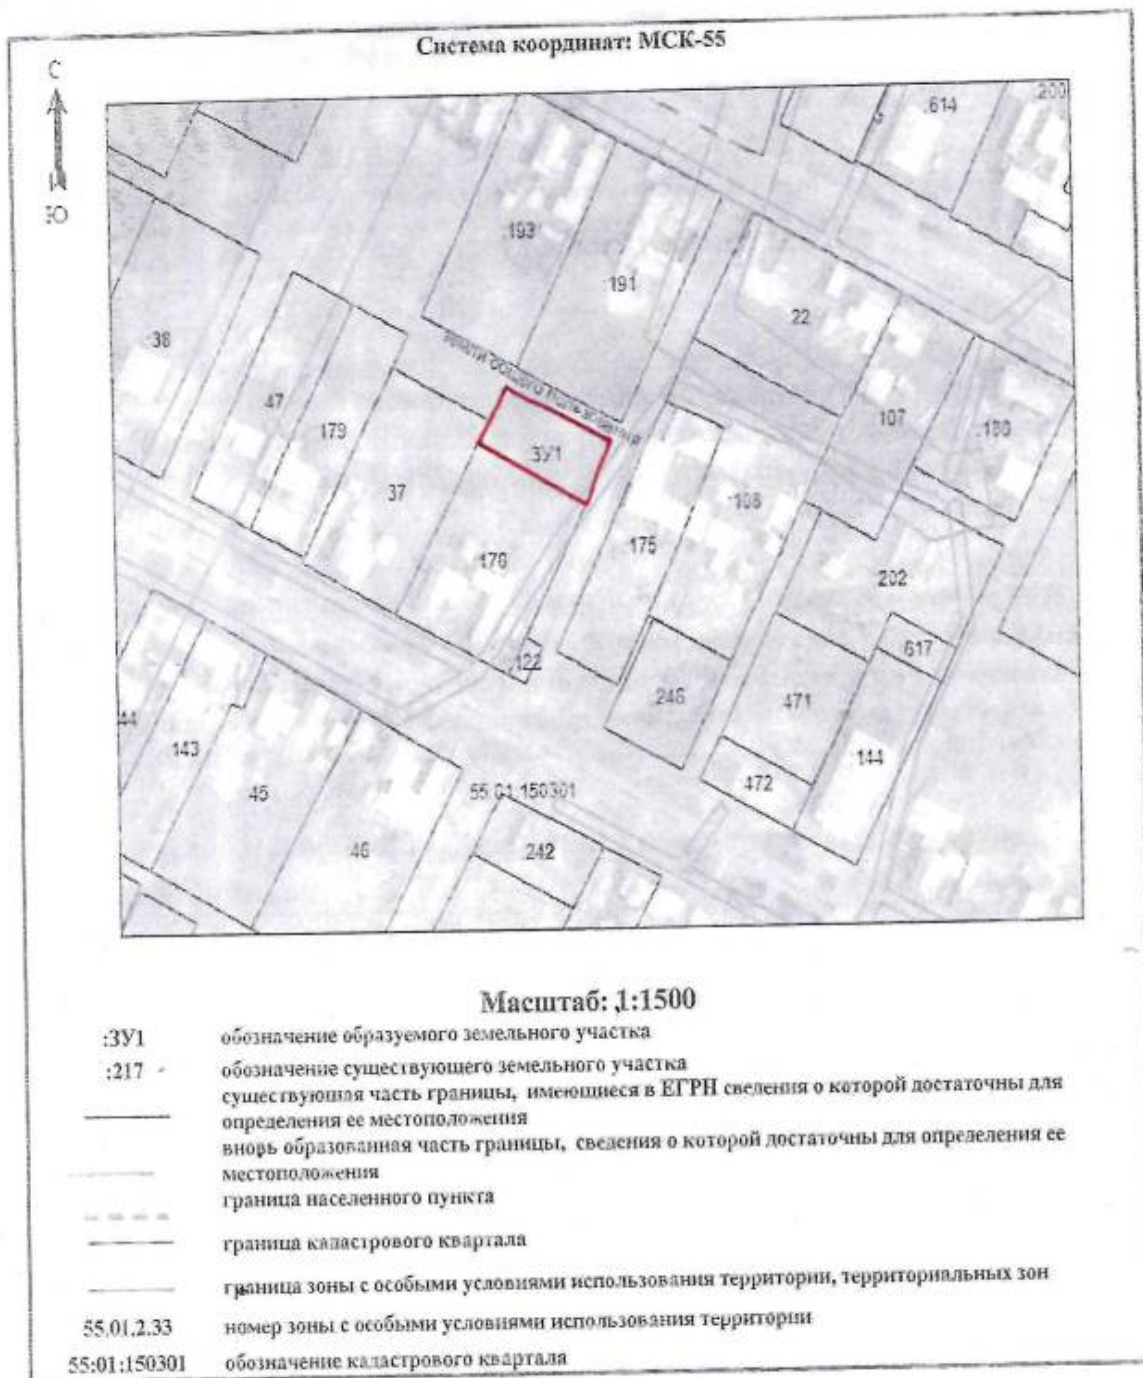 Система координат: МСК-55
С
Ю
:614
200
:193
:191
22
:38
земли общего пользования
47
107
:180
179
ЗУ1
37
:108
175
176
202
617
:122
246
471
44
143
144
472
45
55:01:150301
46
:242
Масштаб: 1:1500
:ЗУ1 обозначение образуемого земельного участка
:217 обозначение существующего земельного участка
существующая часть границы, имеющиеся в ЕГРН сведения о которой достаточны для
определения ее местоположения
вновь образованная часть границы, сведения о которой достаточны для определения ее
местоположения
граница населенного пункта
граница кадастрового квартала
граница зоны с особыми условиями использования территории, территориальных зон
55.01.2.33 номер зоны с особыми условиями использования территории
55:01:150301 обозначение кадастрового квартала